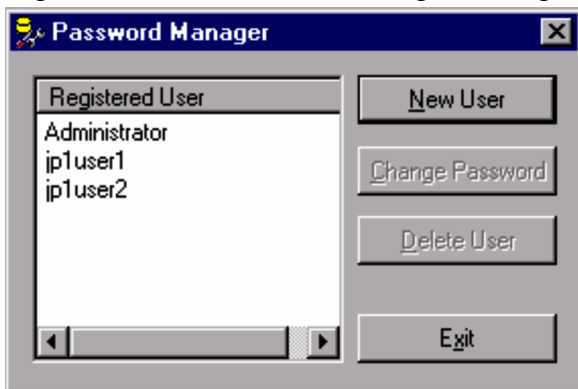 Password Manager
Registered User
Administrator
jp1user1
jp1user2
New User
Change Password
Delete User
Exit